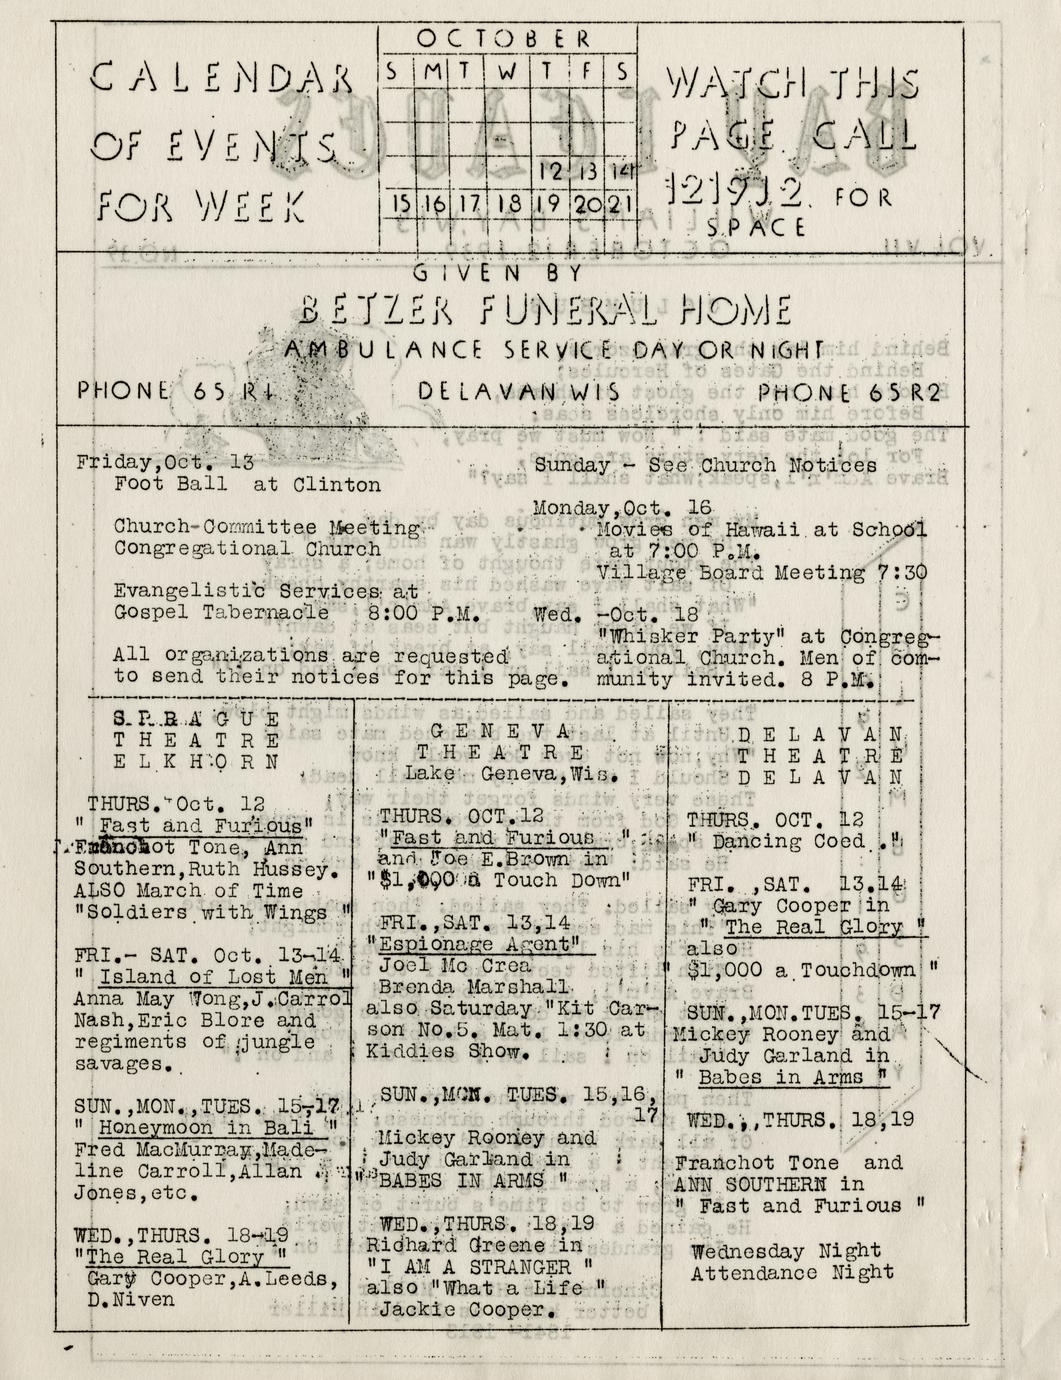 CALENDAR
OF EVENTS
FOR WEEK
OCTOBER
S M T W T F S
12 13 14
15 16 17 18 19 20 21
WATCH THIS
PAGE CALL
121912 FOR
SPACE
GIVEN BY
BETZER FUNERAL HOME
AMBULANCE SERVICE DAY OR NIGHT
PHONE 65 R1 DELAVAN WIS PHONE 65R2
Friday,Oct. 13
Foot Ball at Clinton
Church-Committee Meeting
Congregational Church
Evangelistic Services at
Gospel Tabernacle 8:00 P.M.
All organizations are requested
to send their notices for this page.
Sunday - See Church Notices
Monday,Oct. 16
Movies of Hawaii at School
at 7:00 P.M.
Village Board Meeting 7:30
Wed. -Oct. 18
"Whisker Party" at Congreg-
ational Church. Men of com-
munity invited. 8 P.M.
SPRAGUE
THEATRE
ELKHORN
THURS. Oct. 12
" Fast and Furious"
Franchot Tone, Ann
Southern,Ruth Hussey.
ALSO March of Time
"Soldiers with Wings "
FRI.- SAT. Oct. 13-14
" Island of Lost Men "
Anna May Wong,J.Carrol
Nash,Eric Blore and
regiments of jungle
savages.
SUN.,MON.,TUES. 15-17
" Honeymoon in Bali "
Fred MacMurray,Made-
line Carroll,Allan
Jones,etc.
WED.,THURS. 18-19
"The Real Glory "
Gary Cooper,A.Leeds,
D.Niven
GENEVA
THEATRE
Lake Geneva,Wis.
THURS. OCT.12
"Fast and Furious "
and Joe E.Brown in
"$1,000 a Touch Down"
FRI.,SAT. 13,14
"Espionage Agent"
Joel Mc Crea
Brenda Marshall
also Saturday "Kit Car-
son No.5. Mat. 1:30 at
Kiddies Show.
SUN.,MON. TUES. 15,16,
17
Mickey Rooney and
Judy Garland in
"BABES IN ARMS "
WED.,THURS. 18,19
Richard Greene in
"I AM A STRANGER "
also "What a Life "
Jackie Cooper.
DELAVAN
THEATRE
DELAVAN
THURS. OCT. 12
" Dancing Coed ."
FRI. ,SAT. 13.14
" Gary Cooper in
" The Real Glory "
also
" $1,000 a Touchdown "
SUN.,MON.TUES. 15-17
Mickey Rooney and
Judy Garland in
" Babes in Arms "
WED.,,THURS. 18,19
Franchot Tone and
ANN SOUTHERN in
" Fast and Furious "
Wednesday Night
Attendance Night